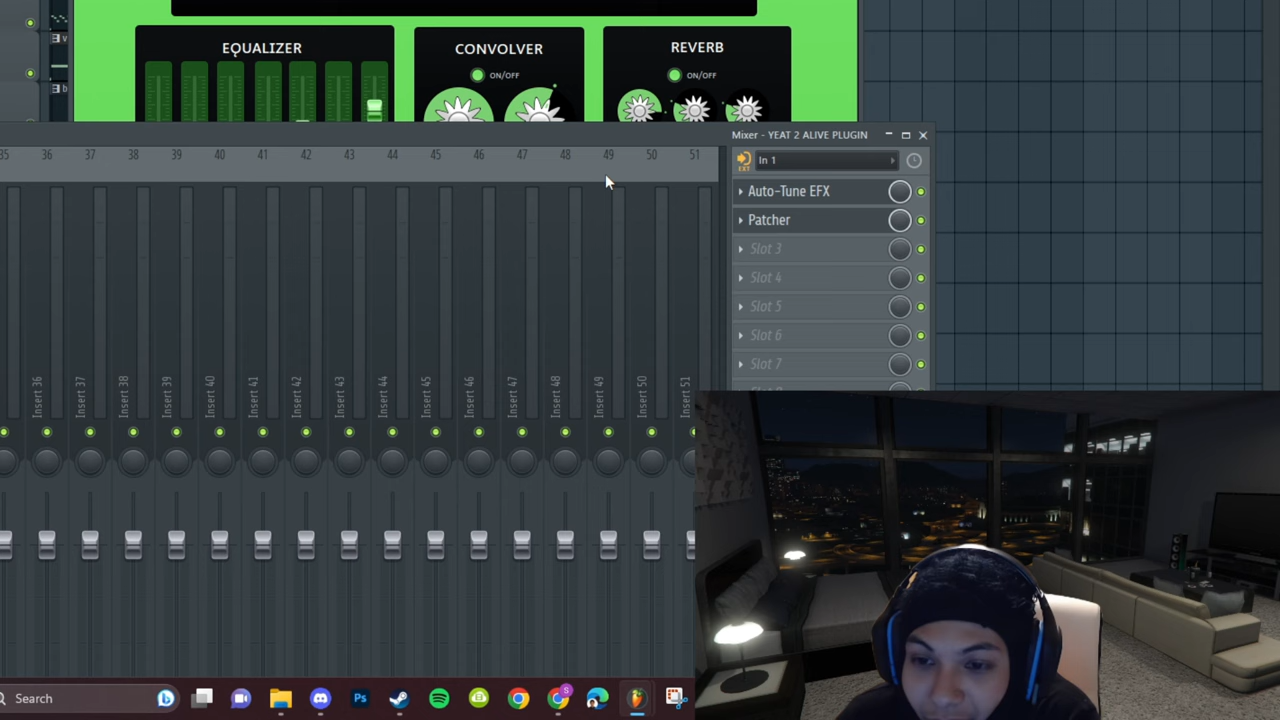 EQUALIZER
CONVOLVER
REVERB
ON/OFF
ON/OFF
Mixer - YEAT 2 ALIVE PLUGIN
35 36 37 38 39 40 41 42 43 44 45 46 47 48 49 50 51
In 1
EXT
Auto-Tune EFX
Patcher
Slot 3
Slot 4
Slot 5
Slot 6
Slot 7
Insert 36
Insert 37
Insert 38
Insert 39
Insert 40
Insert 41
Insert 42
Insert 43
Insert 44
Insert 45
Insert 46
Insert 47
Insert 48
Insert 49
Insert 50
Insert 51
Search
Ps
S